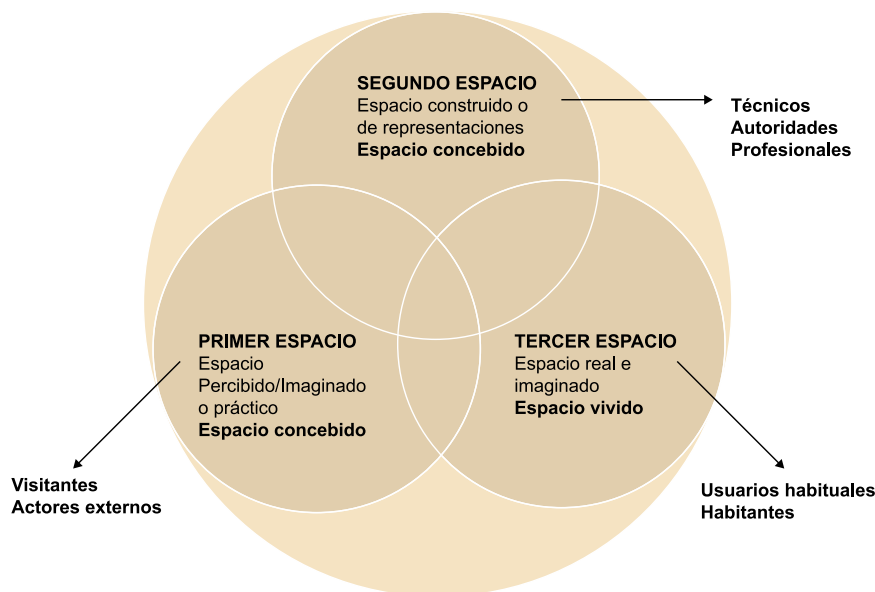 SEGUNDO ESPACIO
Espacio construido o
de representaciones
Espacio concebido
Técnicos
Autoridades
Profesionales
PRIMER ESPACIO
Espacio
Percibido/Imaginado
o práctico
Espacio concebido
TERCER ESPACIO
Espacio real e
imaginado
Espacio vivido
Visitantes
Actores externos
Usuarios habituales
Habitantes